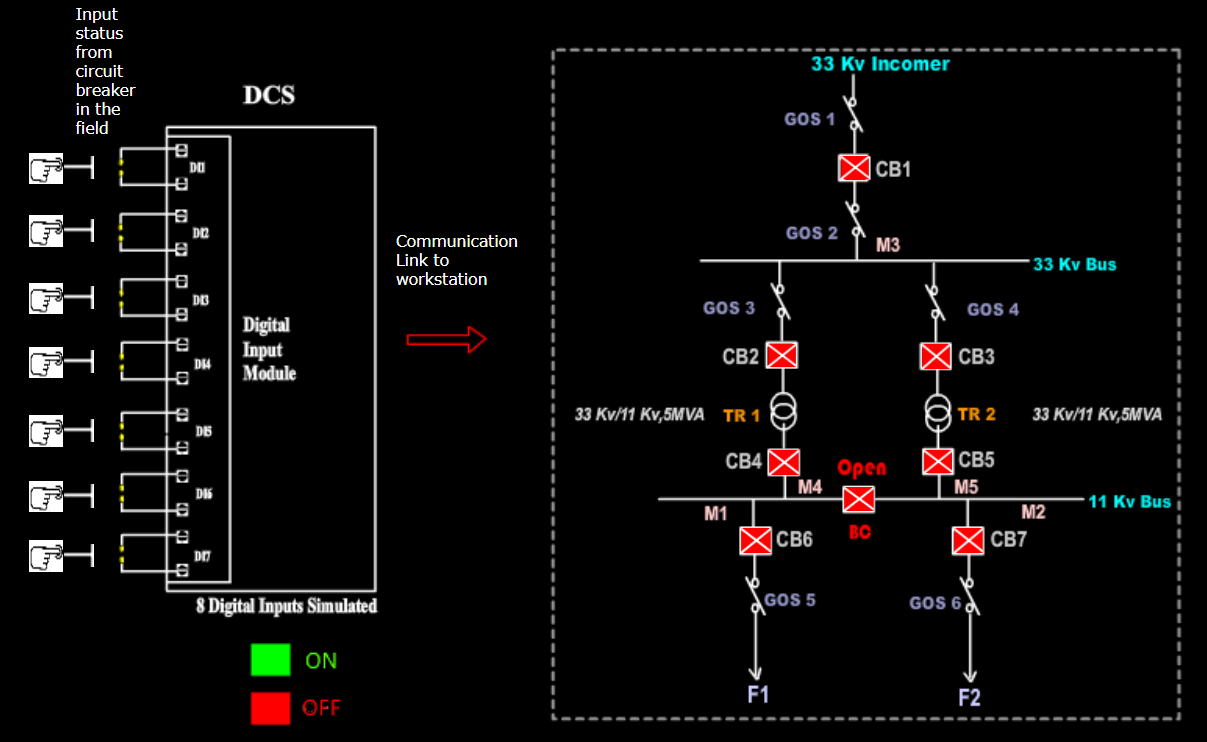 Input
status
from
circuit
breaker
in the
field
DCS
DI1
DI2
DI3
DI4
DI5
DI6
DI7
Digital
Input
Module
8 Digital Inputs Simulated
ON
OFF
Communication
Link to
workstation
33 Kv Incomer
GOS 1
CB1
GOS 2
M3
33 Kv Bus
GOS 3
GOS 4
CB2
CB3
33 Kv/11 Kv,5MVA
TR 1
TR 2
33 Kv/11 Kv,5MVA
CB4
Open
CB5
M4
M5
11 Kv Bus
M1
BC
M2
CB6
CB7
GOS 5
GOS 6
F1
F2